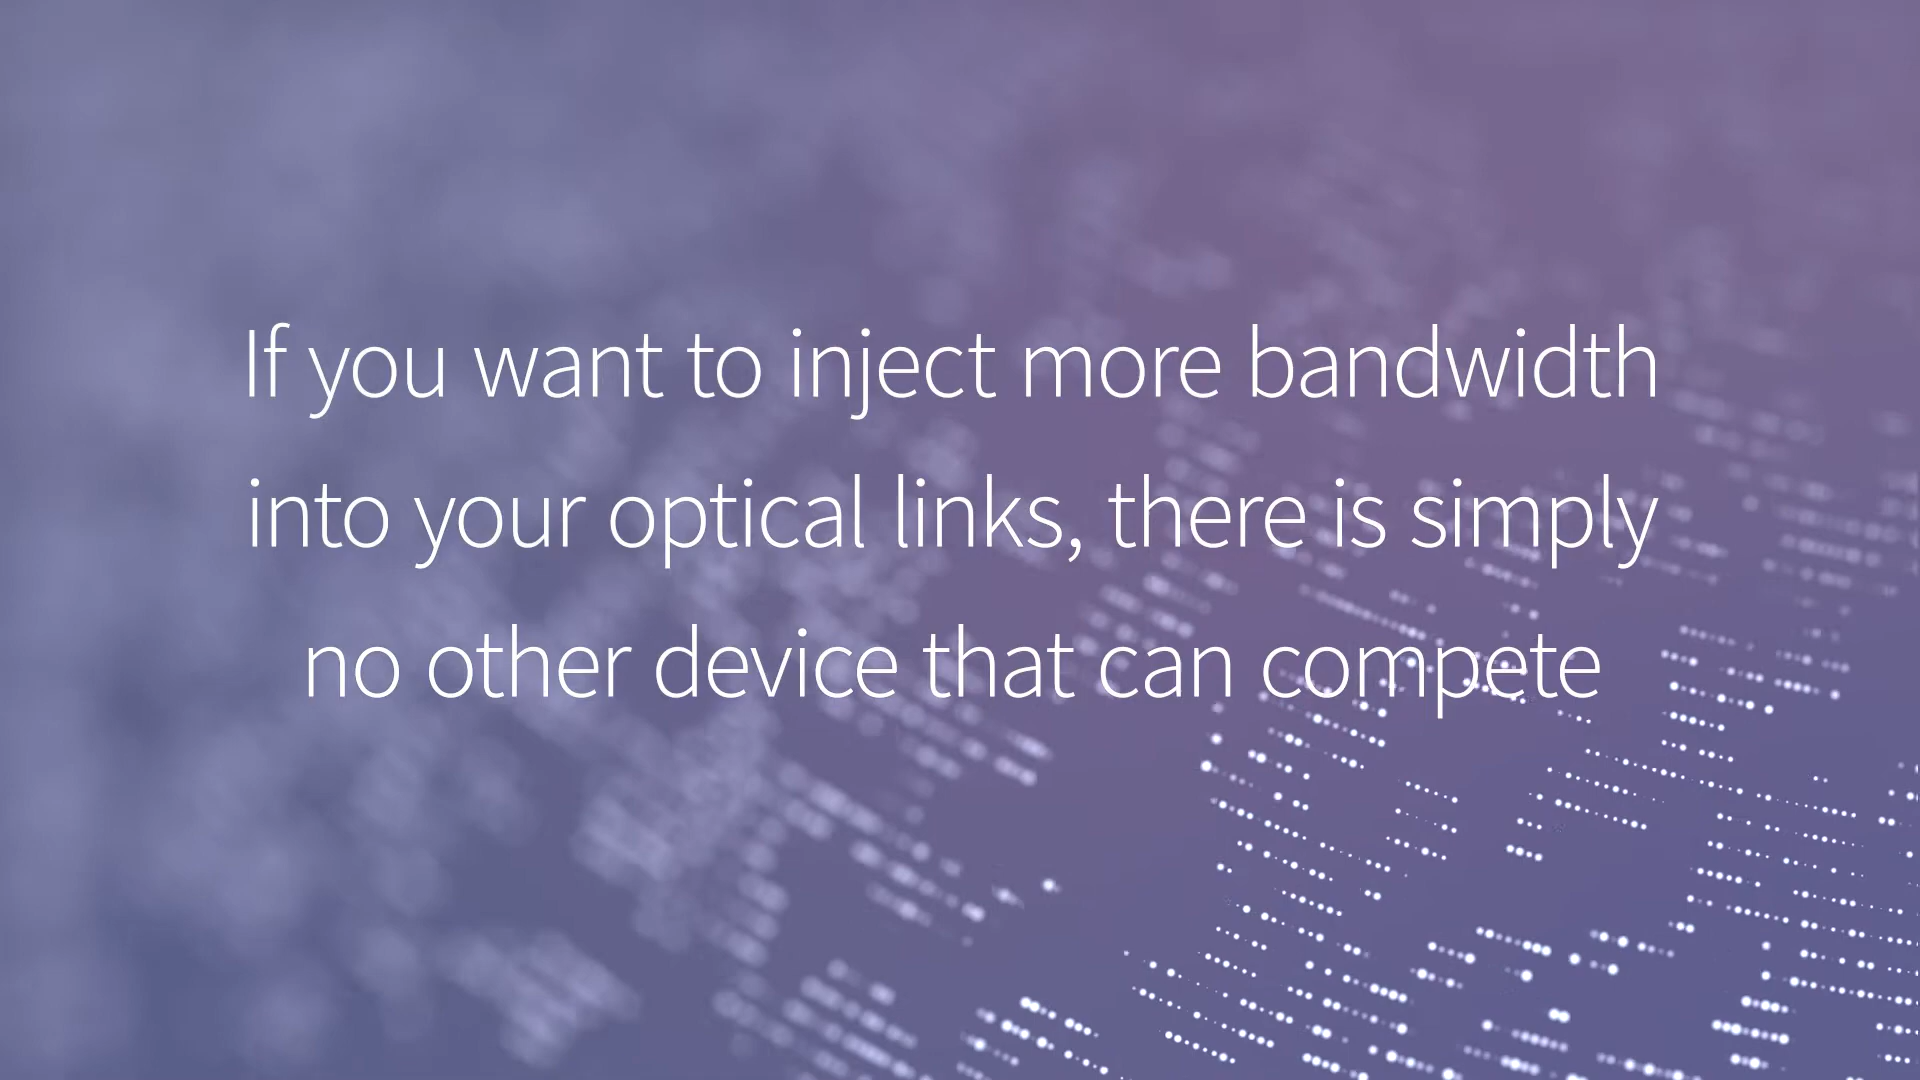 If you want to inject more bandwidth
into your optical links, there is simply
no other device that can compete